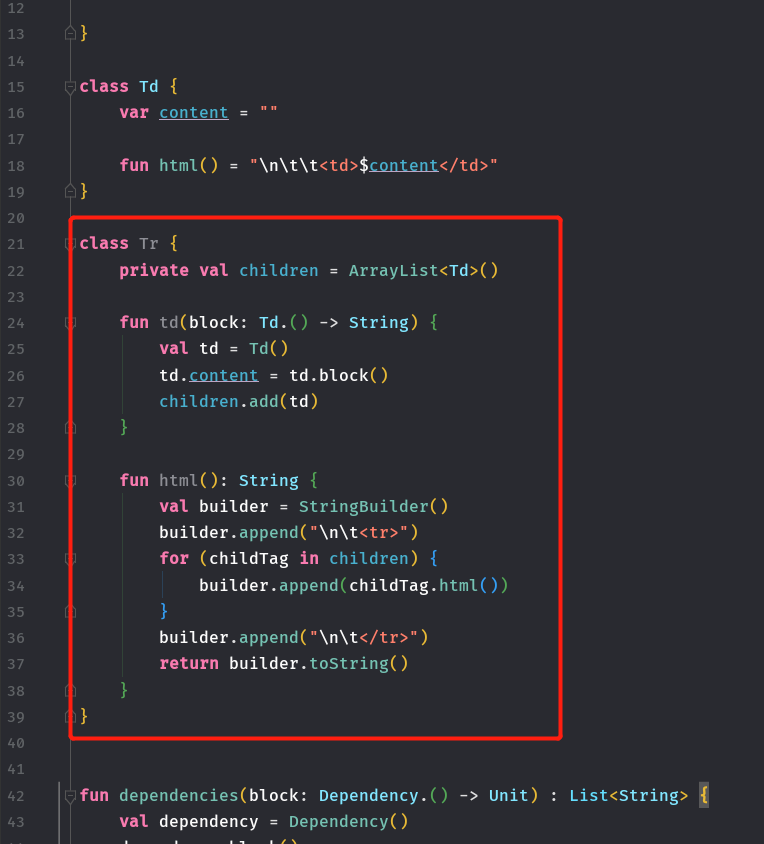 12
13 }
14
15 class Td {
16     var content = ""
17
18     fun html() = "\n\t\t<td>$content</td>"
19 }
20
21 class Tr {
22     private val children = ArrayList<Td>()
23
24     fun td(block: Td.() -> String) {
25         val td = Td()
26         td.content = td.block()
27         children.add(td)
28     }
29
30     fun html(): String {
31         val builder = StringBuilder()
32         builder.append("\n\t<tr>")
33         for (childTag in children) {
34             builder.append(childTag.html())
35         }
36         builder.append("\n\t</tr>")
37         return builder.toString()
38     }
39 }
40
41
42 fun dependencies(block: Dependency.() -> Unit) : List<String> {
43     val dependency = Dependency()